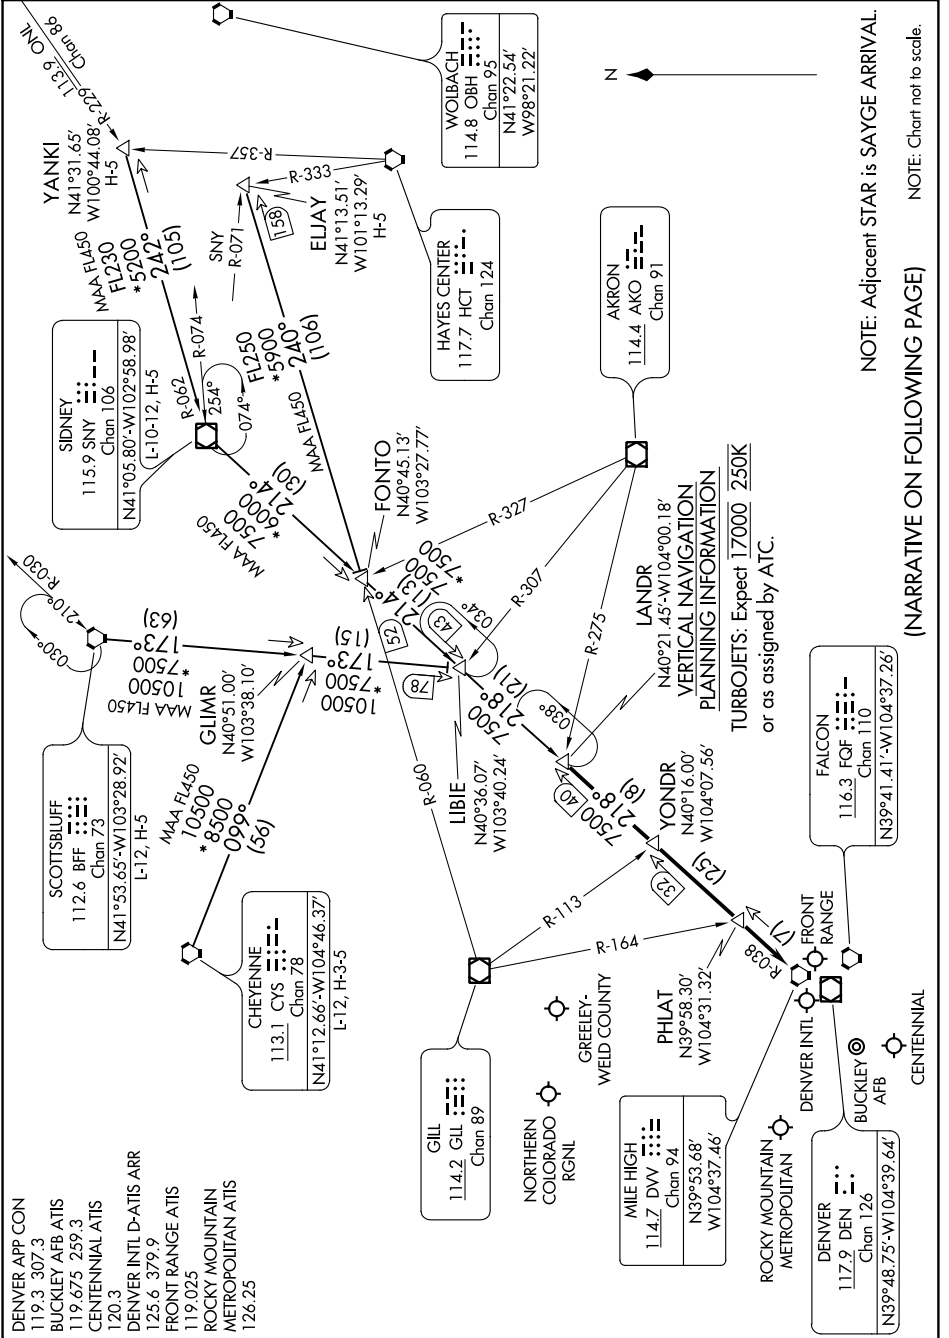 DENVER APP CON
119.3 307.3
BUCKLEY AFB ATIS
119.675 259.3
CENTENNIAL ATIS
120.3
DENVER INTL D-ATIS ARR
125.6 379.9
FRONT RANGE ATIS
119.025
ROCKY MOUNTAIN
METROPOLITAN ATIS
126.25
SCOTTSBLUFF
112.6 BFF
Chan 73
N41°53.65'-W103°28.92'
L-12, H-5
R-030
210°
030°
(63)
173°
*7500
10500
MAA FL450
CHEYENNE
113.1 CYS
Chan 78
N41°12.66'-W104°46.37'
L-12, H-3-5
MAA FL450
10500
*8500
099°
(56)
GLIMR
N40°51.00'
W103°38.10'
(15)
173°
*7500
10500
78
SIDNEY
115.9 SNY
Chan 106
N41°05.80'-W102°58.98'
L-10-12, H-5
R-062
R-074
254°
074°
(30)
214°
*6000
7500
MAA FL450
113.9 ONL
Chan 86
R-229
YANKI
N41°31.65'
W100°44.08'
H-5
MAA FL450
FL230
*5200
242°
(105)
SNY
R-071
R-357
R-333
158
ELJAY
N41°13.51'
W101°13.29'
H-5
FL250
*5900
240°
(106)
MAA FL450
WOLBACH
114.8 OBH
Chan 95
N41°22.54'
W98°21.22'
HAYES CENTER
117.7 HCT
Chan 124
N
FONTO
N40°45.13'
W103°27.77'
52
214°
(13)
7500
*7500
43
034°
R-327
R-307
R-275
AKRON
114.4 AKO
Chan 91
R-060
LIBIE
N40°36.07'
W103°40.24'
(21)
218°
7500
038°
40
LANDR
N40°21.45'-W104°00.18'
VERTICAL NAVIGATION
PLANNING INFORMATION
TURBOJETS: Expect 17000 250K
or as assigned by ATC.
(8)
218°
7500
32
YONDR
N40°16.00'
W104°07.56'
(25)
GILL
114.2 GLL
Chan 89
R-113
R-164
PHLAT
N39°58.30'
W104°31.32'
(7)
R-038
NORTHERN
COLORADO
RGNL
GREELEY-
WELD COUNTY
MILE HIGH
114.7 DVV
Chan 94
N39°53.68'
W104°37.46'
FRONT
RANGE
DENVER INTL
FALCON
116.3 FQF
Chan 110
N39°41.41'-W104°37.26'
ROCKY MOUNTAIN
METROPOLITAN
DENVER
117.9 DEN
Chan 126
N39°48.75'-W104°39.64'
BUCKLEY
AFB
CENTENNIAL
NOTE: Adjacent STAR is SAYGE ARRIVAL.
(NARRATIVE ON FOLLOWING PAGE)
NOTE: Chart not to scale.